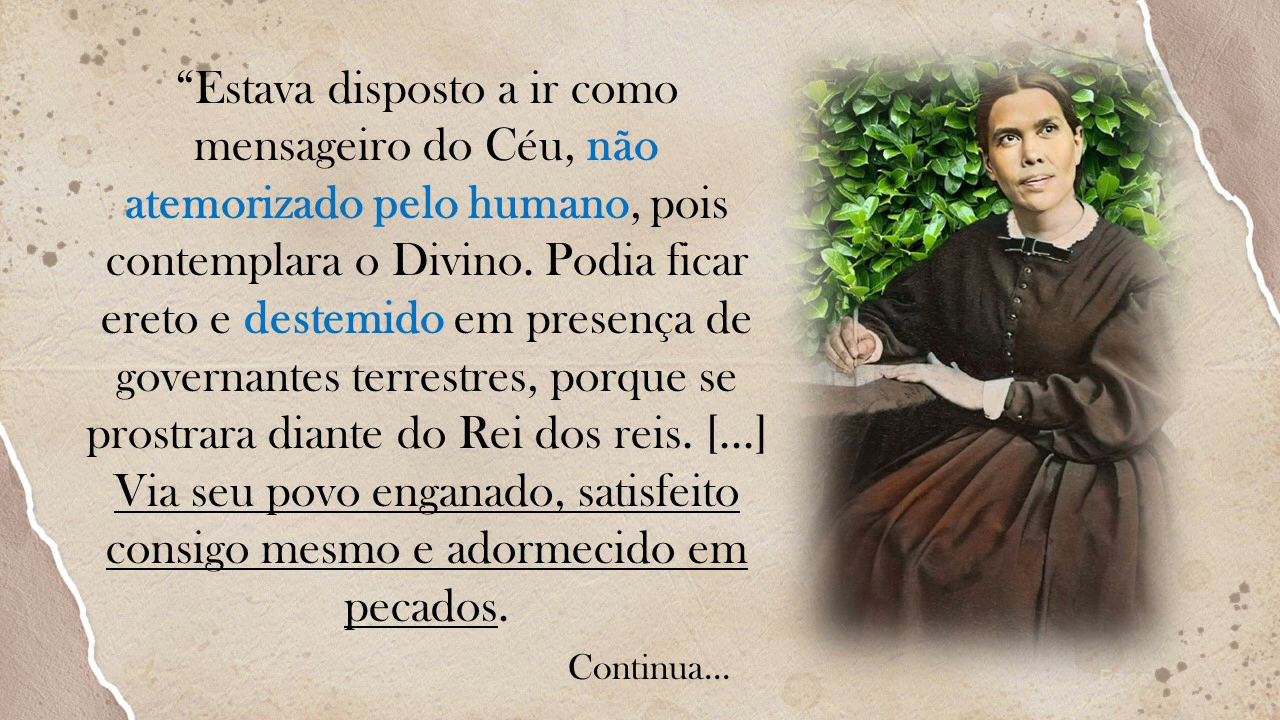 “Estava disposto a ir como
mensageiro do Céu, não
atemorizado pelo humano, pois
contemplara o Divino. Podia ficar
ereto e destemido em presença de
governantes terrestres, porque se
prostrara diante do Rei dos reis. [...]
Via seu povo enganado, satisfeito
consigo mesmo e adormecido em
pecados.
Continua...